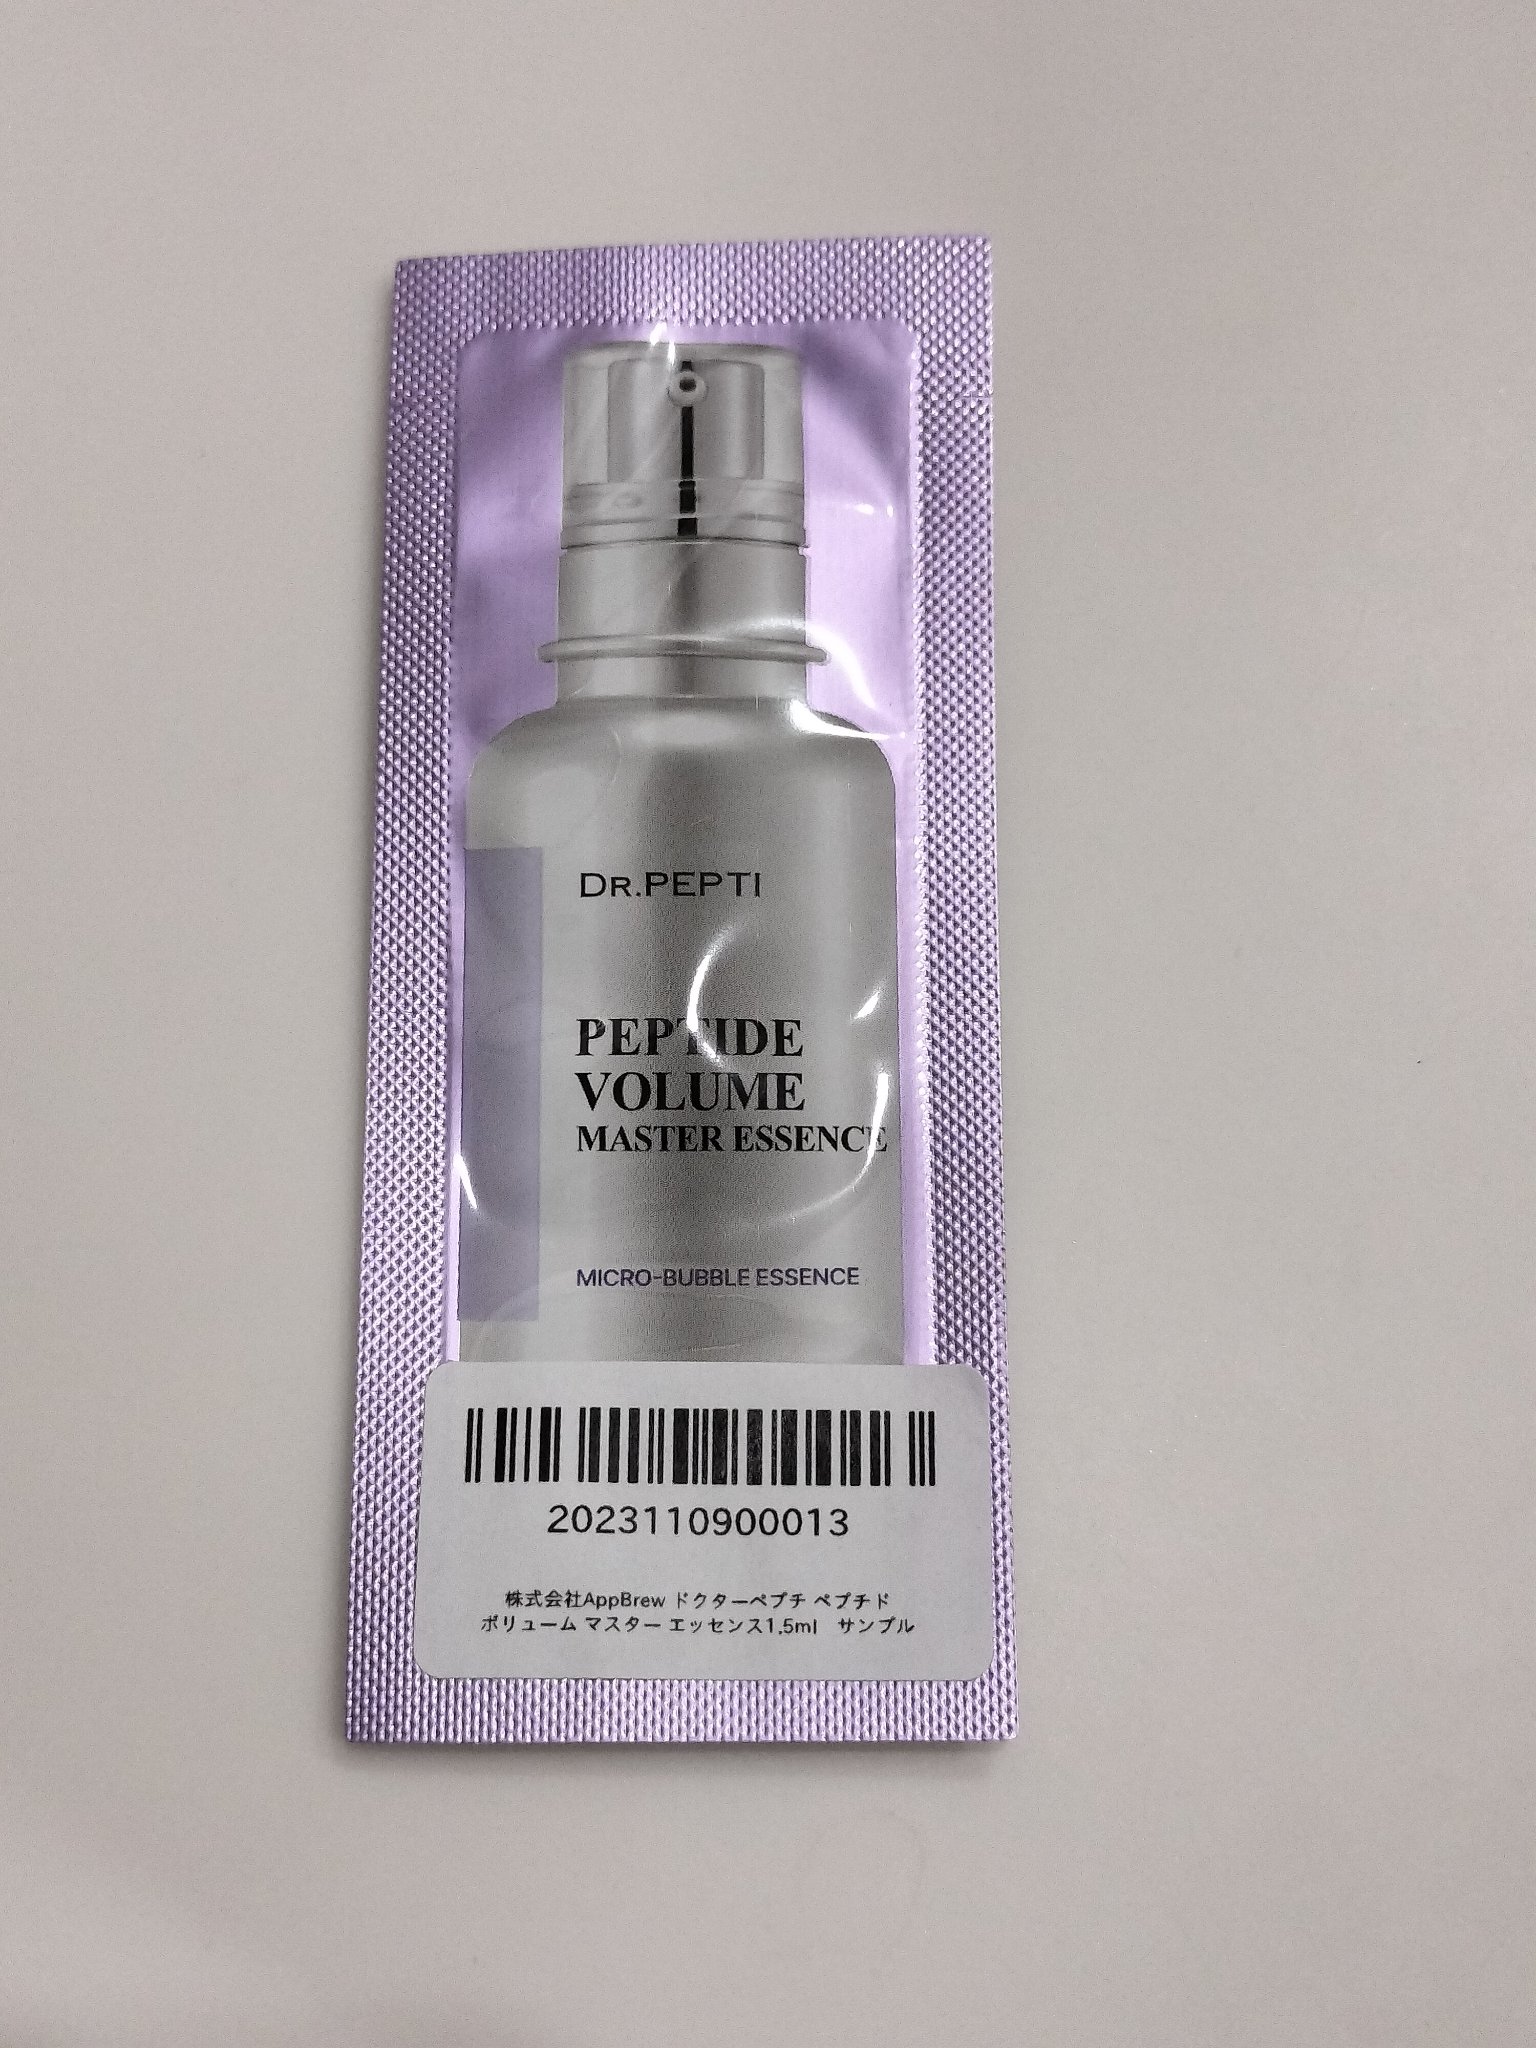 DR.PEPTI
PEPTIDE
VOLUME
MASTER ESSENCE
MICRO-BUBBLE ESSENCE
2023110900013
株式会社AppBrew ドクターペプチ ペプチド
ボリューム マスター エッセンス1.5ml　サンプル